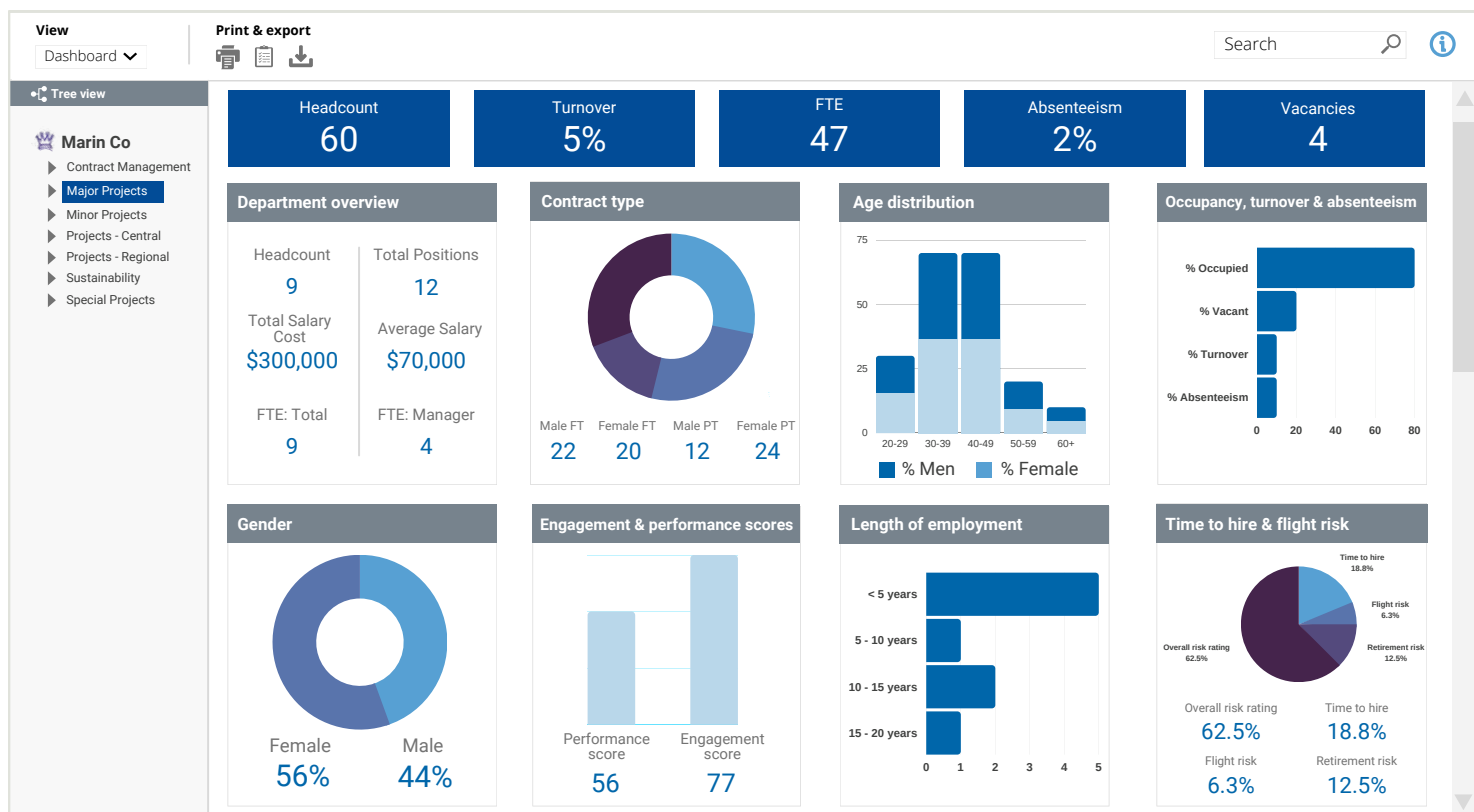 View
Dashboard
Print & export
Search
Tree view
Marin Co
Contract Management
Major Projects
Minor Projects
Projects - Central
Projects - Regional
Sustainability
Special Projects
Headcount
60
Turnover
5%
FTE
47
Absenteeism
2%
Vacancies
4
Department overview
Headcount
9
Total Positions
12
Total Salary
Cost
$300,000
Average Salary
$70,000
FTE: Total
9
FTE: Manager
4
Contract type
Male FT
22
Female FT
20
Male PT
12
Female PT
24
Age distribution
75
50
25
0
20-29
30-39
40-49
50-59
60+
% Men
% Female
Occupancy, turnover & absenteeism
% Occupied
% Vacant
% Turnover
% Absenteeism
0
20
40
60
80
Gender
Female
56%
Male
44%
Engagement & performance scores
Performance
score
56
Engagement
score
77
Length of employment
< 5 years
5 - 10 years
10 - 15 years
15 - 20 years
0
1
2
3
4
5
Time to hire & flight risk
Time to hire
18.8%
Flight risk
6.3%
Retirement risk
12.5%
Overall risk rating
62.5%
Overall risk rating
62.5%
Time to hire
18.8%
Flight risk
6.3%
Retirement risk
12.5%